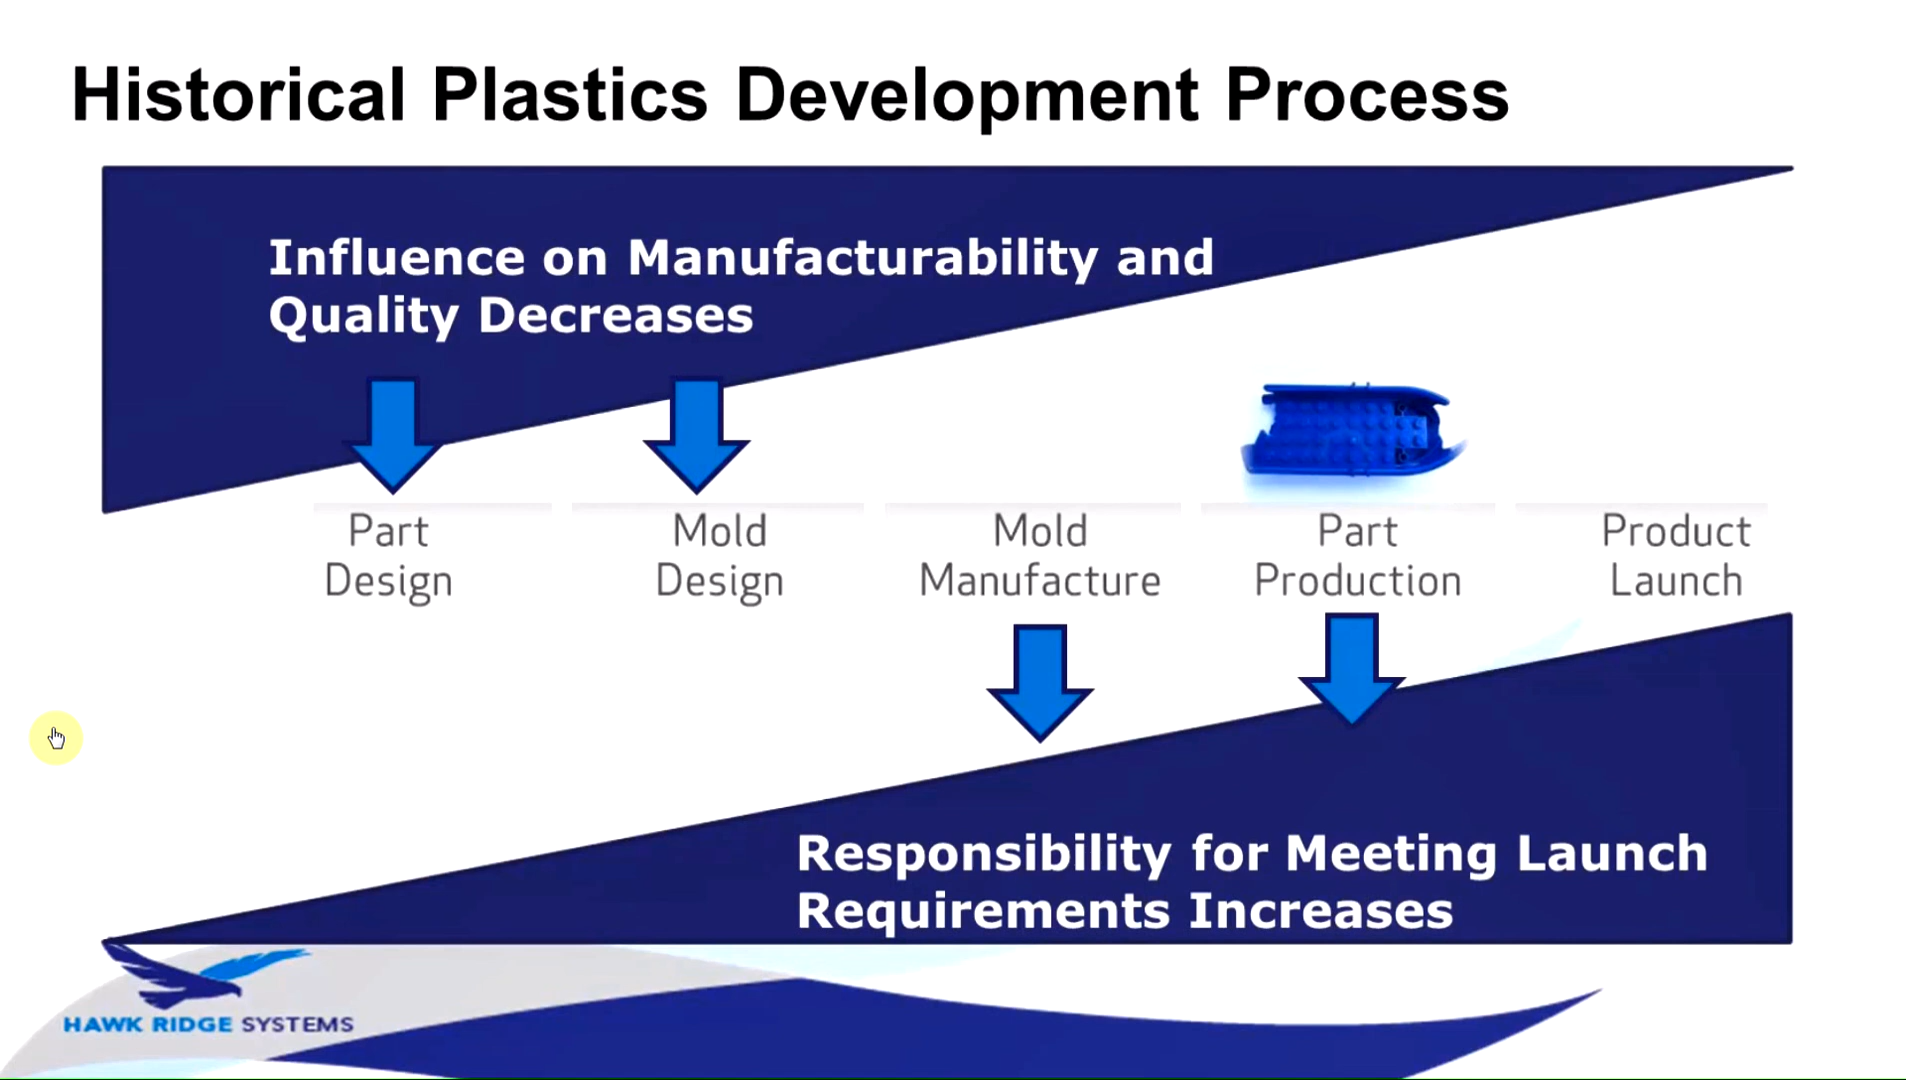 Historical Plastics Development Process
Influence on Manufacturability and
Quality Decreases
Part
Design
Mold
Design
Mold
Manufacture
Part
Production
Product
Launch
Responsibility for Meeting Launch
Requirements Increases
HAWK RIDGE SYSTEMS